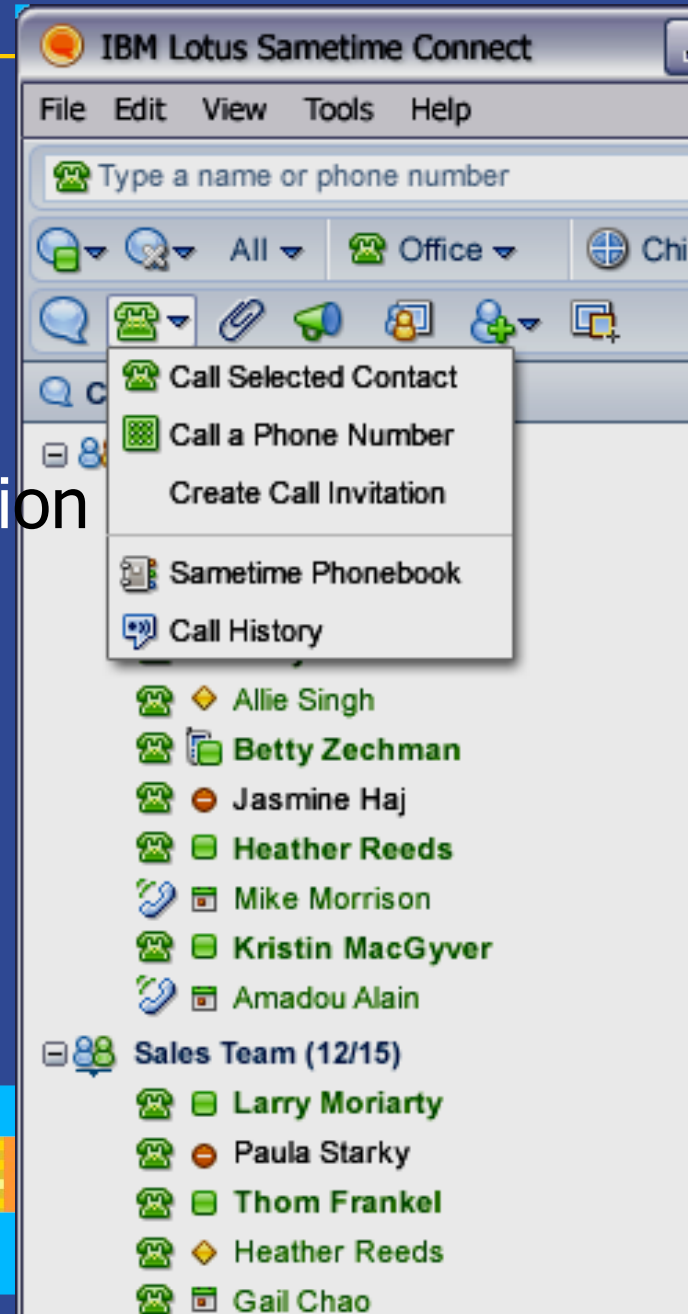 IBM Lotus Sametime Connect
File Edit View Tools Help
Type a name or phone number
All Office Chi
C
Call Selected Contact
Call a Phone Number
Create Call Invitation
ion
Sametime Phonebook
Call History
Allie Singh
Betty Zechman
Jasmine Haj
Heather Reeds
Mike Morrison
Kristin MacGyver
Amadou Alain
Sales Team (12/15)
Larry Moriarty
Paula Starky
Thom Frankel
Heather Reeds
Gail Chao